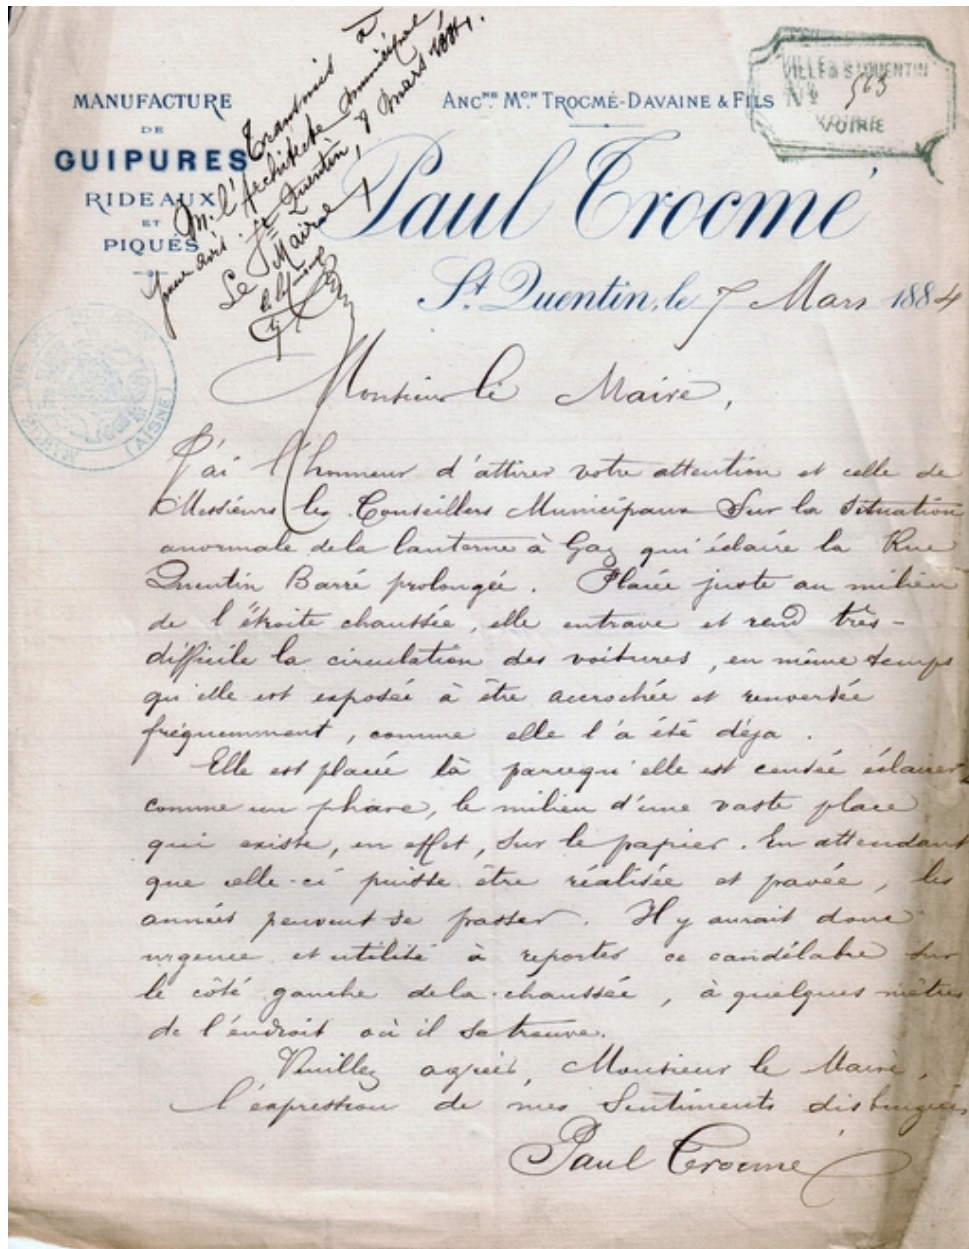 MANUFACTURE
DE
GUIPURES
RIDEAUX
ET
PIQUÉS
Transmis à
M. l'Architecte municipal
pour avis. St Quentin, 8 Mars 1884.
Le Maire
ANCNE MON TROCMÉ-DAVAINE & FILS
VILLE DE St QUENTIN
No 563
VOIRIE
Paul Trocmé
St Quentin, le 7 Mars 1884
MAIRIE
(AISNE)
Monsieur le Maire,
J'ai l'honneur d'attirer votre attention et celle de
Messieurs les Conseillers Municipaux Sur la Situation
anormale dela lanterne à Gaz qui éclaire la Rue
Quentin Barré prolongée. Placée juste au milieu
de l'étroite chaussée, elle entrave et rend très-
difficile la circulation des voitures, en même temps
qu'elle est exposée à être accrochée et renversée
fréquemment, comme elle l'a été déja.
Elle est placée là parcequ'elle est censée éclairer,
comme un phare, le milieu d'une vaste place
qui existe, en effet, sur le papier. En attendant
que celle-ci puisse être réalisée et pavée, les
années peuvent se passer. Il y aurait donc
urgence et utilité à reporter ce candélabre sur
le côté gauche dela chaussée, à quelques mètres
de l'endroit où il se trouve.
Veuillez agréer, Monsieur le Maire,
l'expression de mes Sentiments distingués
Paul Trocmé